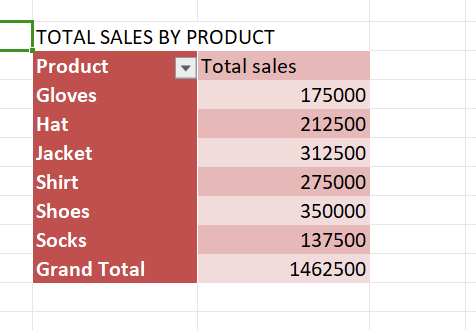 TOTAL SALES BY PRODUCT
Product Total sales
Gloves 175000
Hat 212500
Jacket 312500
Shirt 275000
Shoes 350000
Socks 137500
Grand Total 1462500